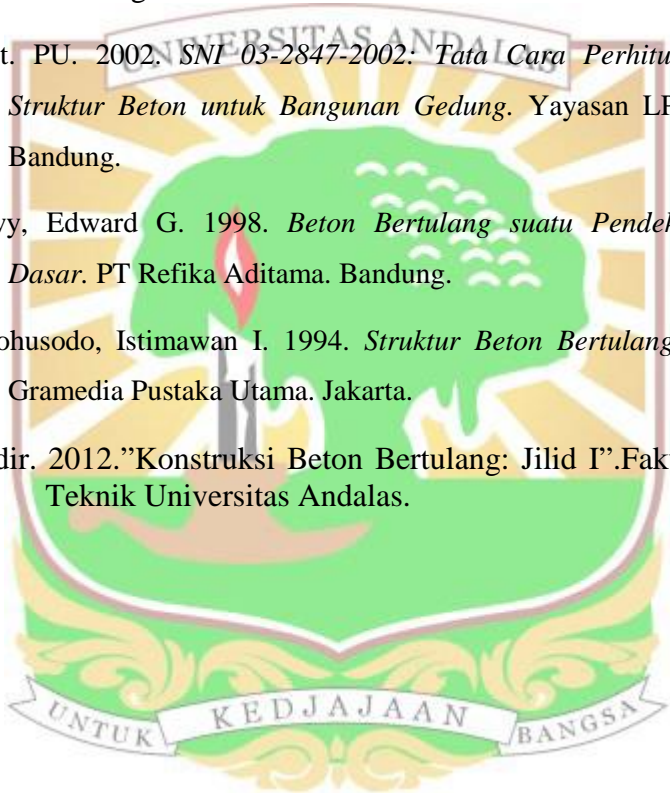 UNIVERSITAS ANDALAS
t. PU. 2002. SNI 03-2847-2002: Tata Cara Perhitu
Struktur Beton untuk Bangunan Gedung. Yayasan LP
Bandung.
vy, Edward G. 1998. Beton Bertulang suatu Pendek
Dasar. PT Refika Aditama. Bandung.
ohusodo, Istimawan I. 1994. Struktur Beton Bertulang
Gramedia Pustaka Utama. Jakarta.
dir. 2012.”Konstruksi Beton Bertulang: Jilid I”.Fak
Teknik Universitas Andalas.
UNTUK KEDJAJAAN BANGSA